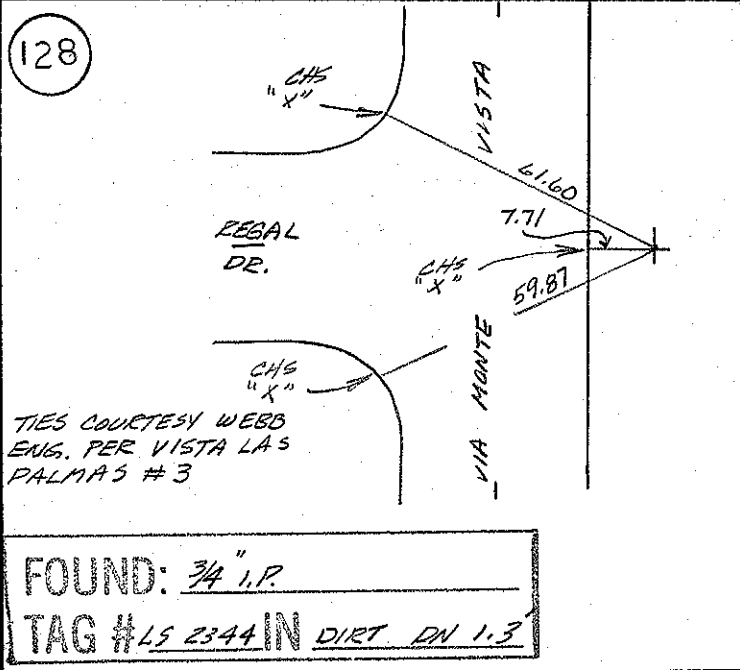 128
CHS
"X"
VISTA
61.60
7.71
REGAL
DR.
CHS
"X"
59.87
VIA MONTE
CHS
"X"
TIES COURTESY WEBB
ENG. PER VISTA LAS
PALMAS #3
FOUND: 3/4" I.P.
TAG # LS 2344 IN DIRT DN 1.3'